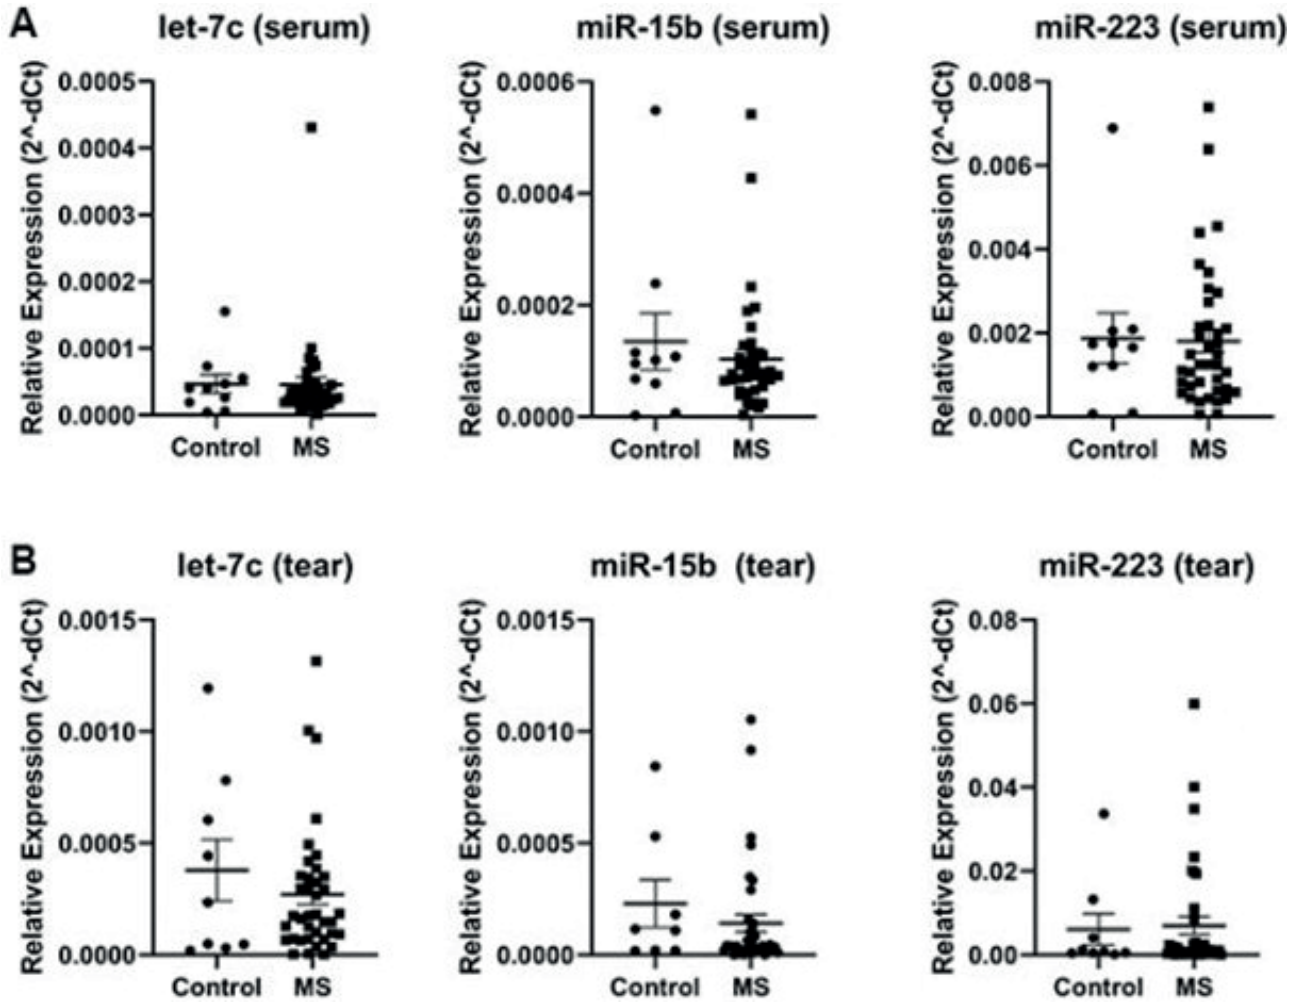 A
let-7c (serum)
Relative Expression (2^-dCt)
0.0005
0.0004
0.0003
0.0002
0.0001
0.0000
Control MS
miR-15b (serum)
Relative Expression (2^-dCt)
0.0006
0.0004
0.0002
0.0000
Control MS
miR-223 (serum)
Relative Expression (2^-dCt)
0.008
0.006
0.004
0.002
0.000
Control MS
B
let-7c (tear)
Relative Expression (2^-dCt)
0.0015
0.0010
0.0005
0.0000
Control MS
miR-15b (tear)
Relative Expression (2^-dCt)
0.0015
0.0010
0.0005
0.0000
Control MS
miR-223 (tear)
Relative Expression (2^-dCt)
0.08
0.06
0.04
0.02
0.00
Control MS